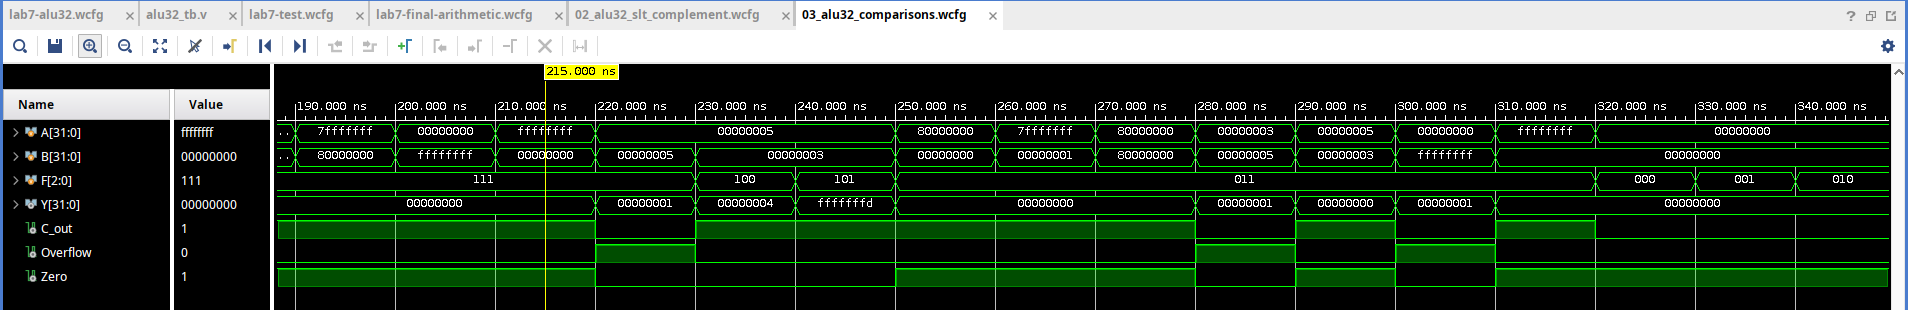 lab7-alu32.wcfg × alu32_tb.v × lab7-test.wcfg × lab7-final-arithmetic.wcfg × 02_alu32_slt_complement.wcfg × 03_alu32_comparisons.wcfg ×
215.000 ns
Name Value
190.000 ns 200.000 ns 210.000 ns 220.000 ns 230.000 ns 240.000 ns 250.000 ns 260.000 ns 270.000 ns 280.000 ns 290.000 ns 300.000 ns 310.000 ns 320.000 ns 330.000 ns 340.000 ns
A[31:0] ffffffff .. 7fffffff 00000000 ffffffff 00000005 80000000 7fffffff 80000000 00000003 00000005 00000000 ffffffff 00000000
B[31:0] 00000000 .. 80000000 ffffffff 00000000 00000005 00000003 00000000 00000001 80000000 00000005 00000003 ffffffff 00000000
F[2:0] 111 111 100 101 011 000 001 010
Y[31:0] 00000000 00000000 00000001 00000004 fffffffd 00000000 00000001 00000000 00000001 00000000
C_out 1
Overflow 0
Zero 1